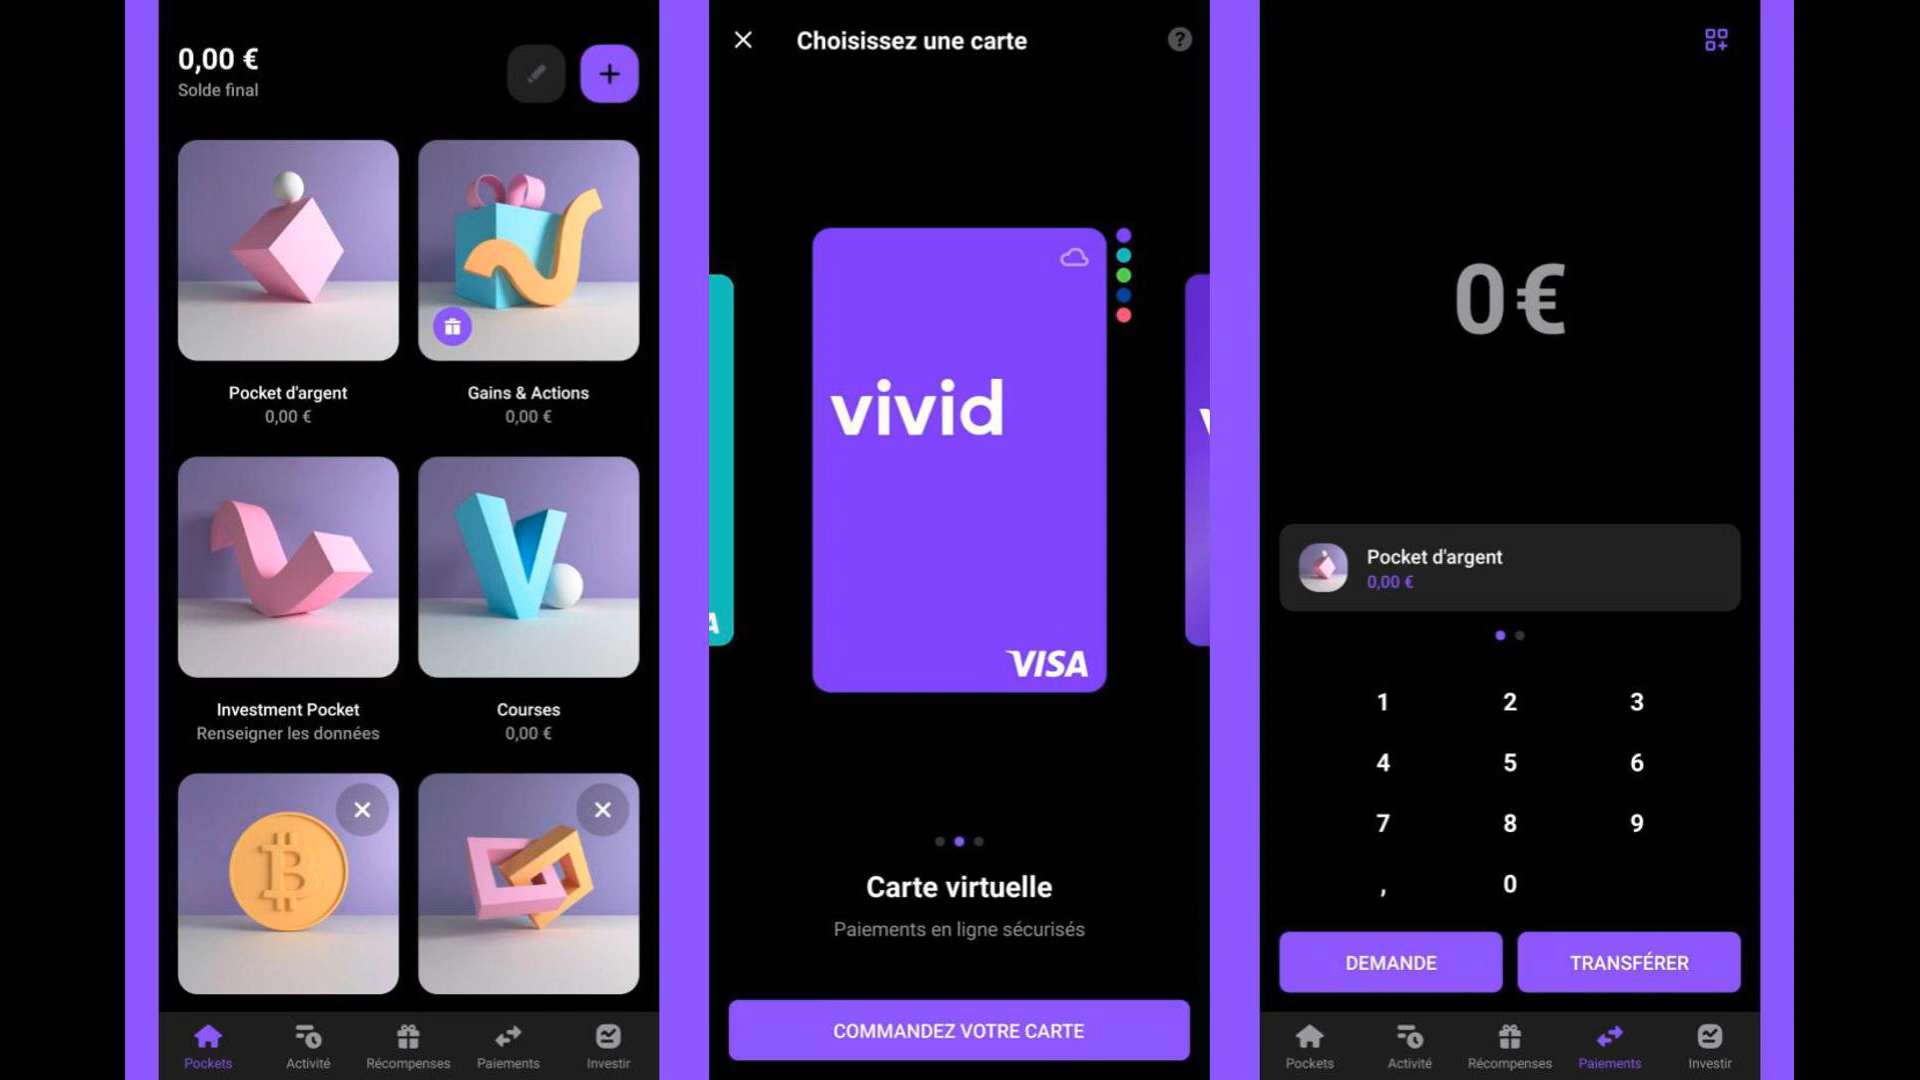 0,00 €
Solde final
Pocket d'argent
0,00 €
Gains & Actions
0,00 €
Investment Pocket
Renseigner les données
Courses
0,00 €
Pockets
Activité
Récompenses
Paiements
Investir
Choisissez une carte
?
vivid
VISA
Carte virtuelle
Paiements en ligne sécurisés
COMMANDEZ VOTRE CARTE
0 €
Pocket d'argent
0,00 €
1 2 3
4 5 6
7 8 9
, 0
DEMANDE
TRANSFÉRER
Pockets
Activité
Récompenses
Paiements
Investir